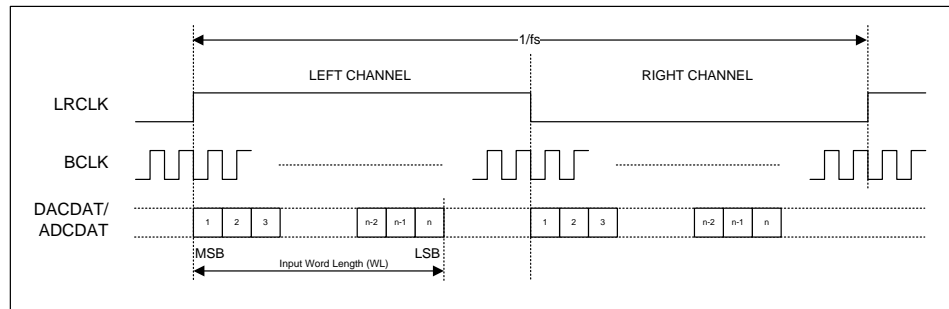 1/fs
LEFT CHANNEL RIGHT CHANNEL
LRCLK
BCLK
DACDAT/
ADCDAT
1 2 3 n-2 n-1 n 1 2 3 n-2 n-1 n
MSB LSB
Input Word Length (WL)